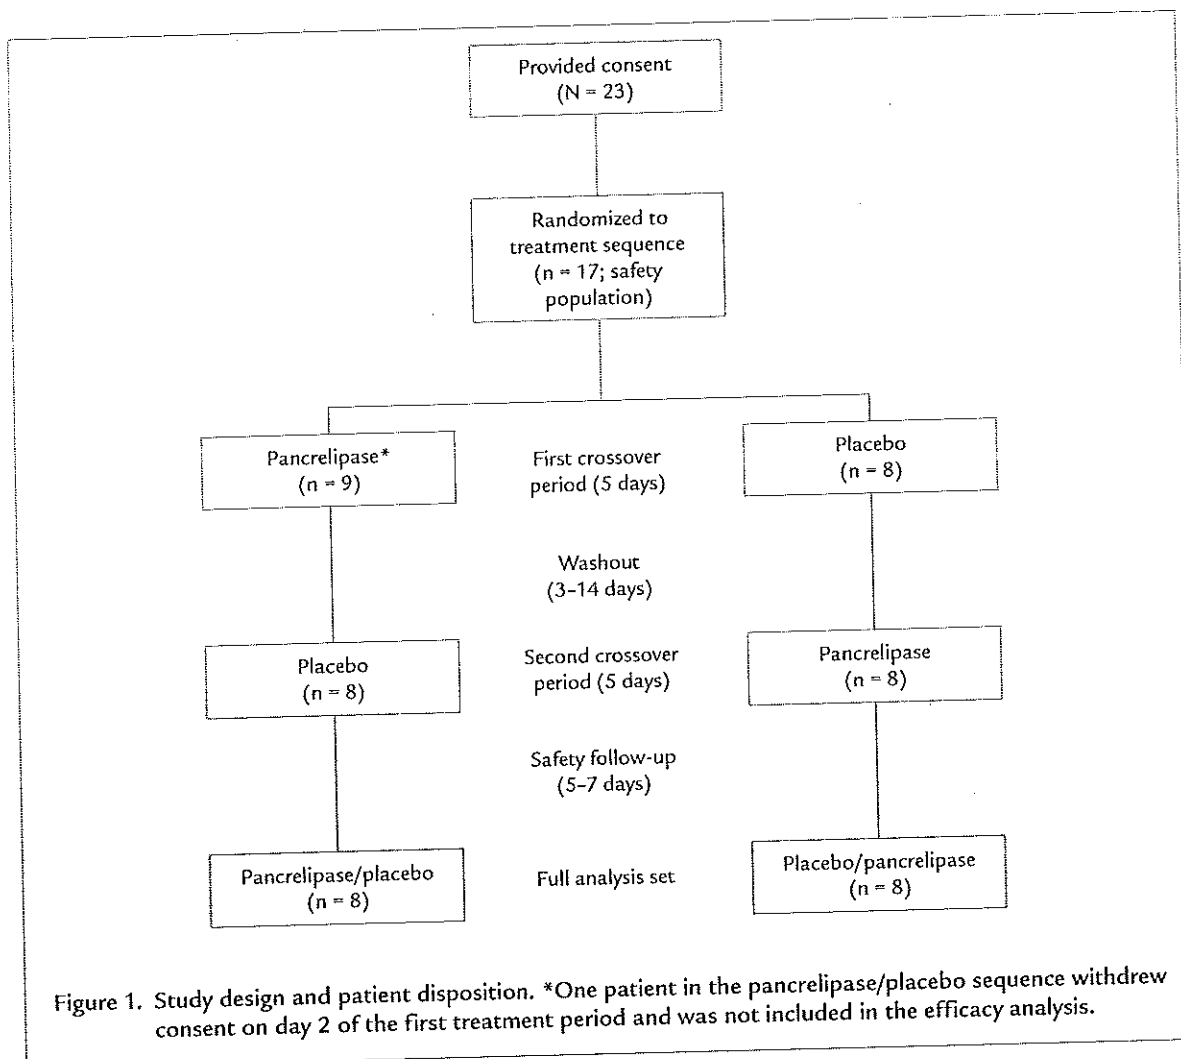 Provided consent
(N = 23)
Randomized to
treatment sequence
(n = 17; safety
population)
Pancrelipase*
(n = 9)
First crossover
period (5 days)
Placebo
(n = 8)
Washout
(3–14 days)
Placebo
(n = 8)
Second crossover
period (5 days)
Pancrelipase
(n = 8)
Safety follow-up
(5–7 days)
Pancrelipase/placebo
(n = 8)
Full analysis set
Placebo/pancrelipase
(n = 8)
Figure 1. Study design and patient disposition. *One patient in the pancrelipase/placebo sequence withdrew
consent on day 2 of the first treatment period and was not included in the efficacy analysis.